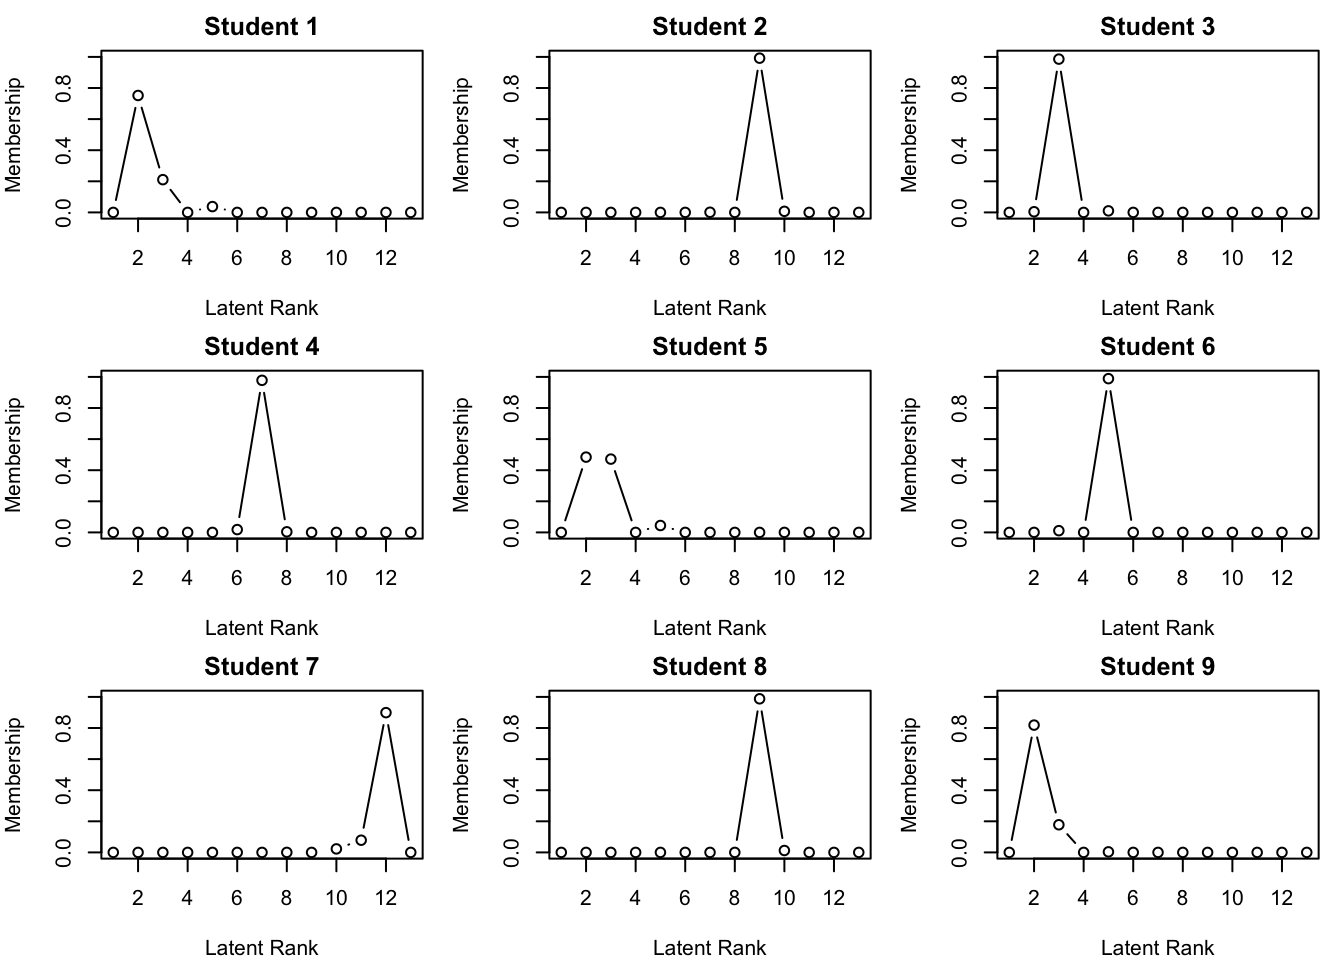 Student 1
Membership
0.0 0.4 0.8
2 4 6 8 10 12
Latent Rank
Student 2
Membership
0.0 0.4 0.8
2 4 6 8 10 12
Latent Rank
Student 3
Membership
0.0 0.4 0.8
2 4 6 8 10 12
Latent Rank
Student 4
Membership
0.0 0.4 0.8
2 4 6 8 10 12
Latent Rank
Student 5
Membership
0.0 0.4 0.8
2 4 6 8 10 12
Latent Rank
Student 6
Membership
0.0 0.4 0.8
2 4 6 8 10 12
Latent Rank
Student 7
Membership
0.0 0.4 0.8
2 4 6 8 10 12
Latent Rank
Student 8
Membership
0.0 0.4 0.8
2 4 6 8 10 12
Latent Rank
Student 9
Membership
0.0 0.4 0.8
2 4 6 8 10 12
Latent Rank